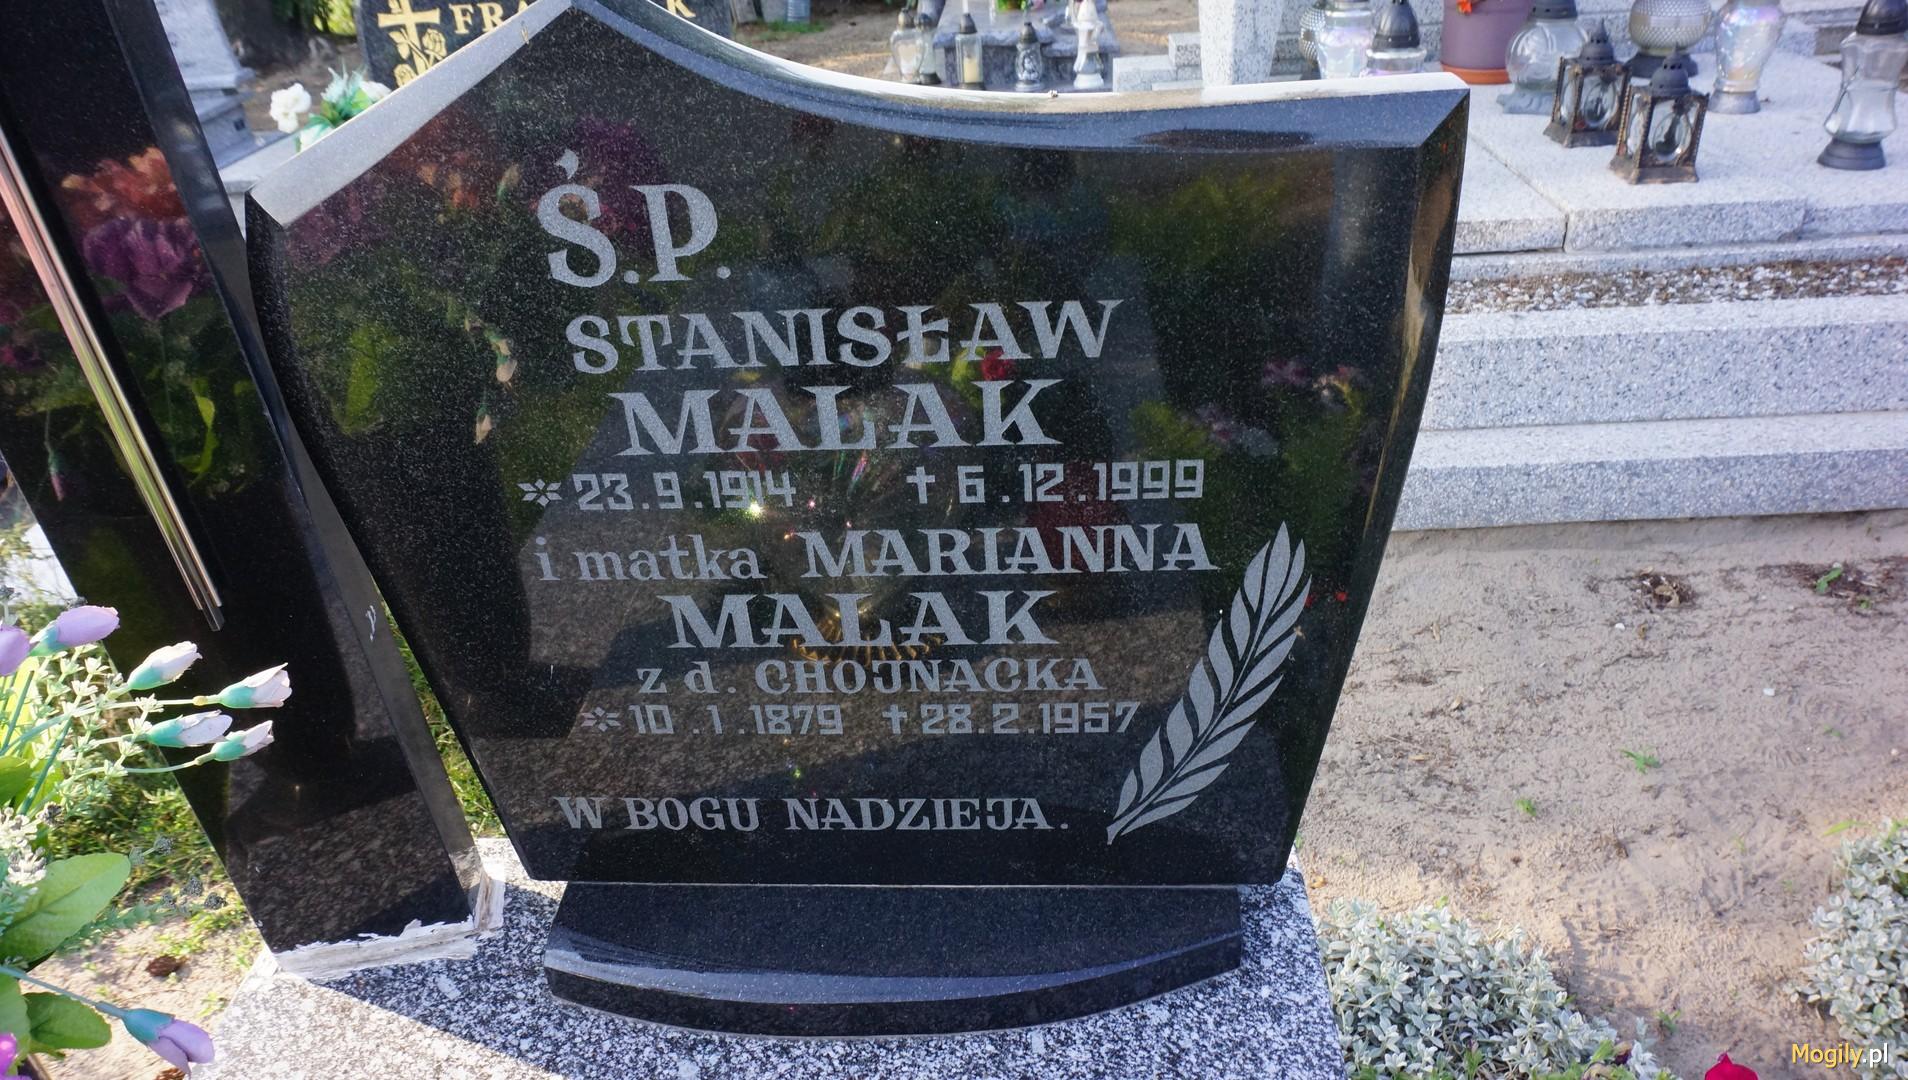 Ś.P.
STANISŁAW
MALAK
23.9.1914 ✝ 6.12.1999
i matka MARIANNA
MALAK
z d. CHOJNACKA
10.1.1879 ✝ 28.2.1957
W BOGU NADZIEJA.
Mogily.pl